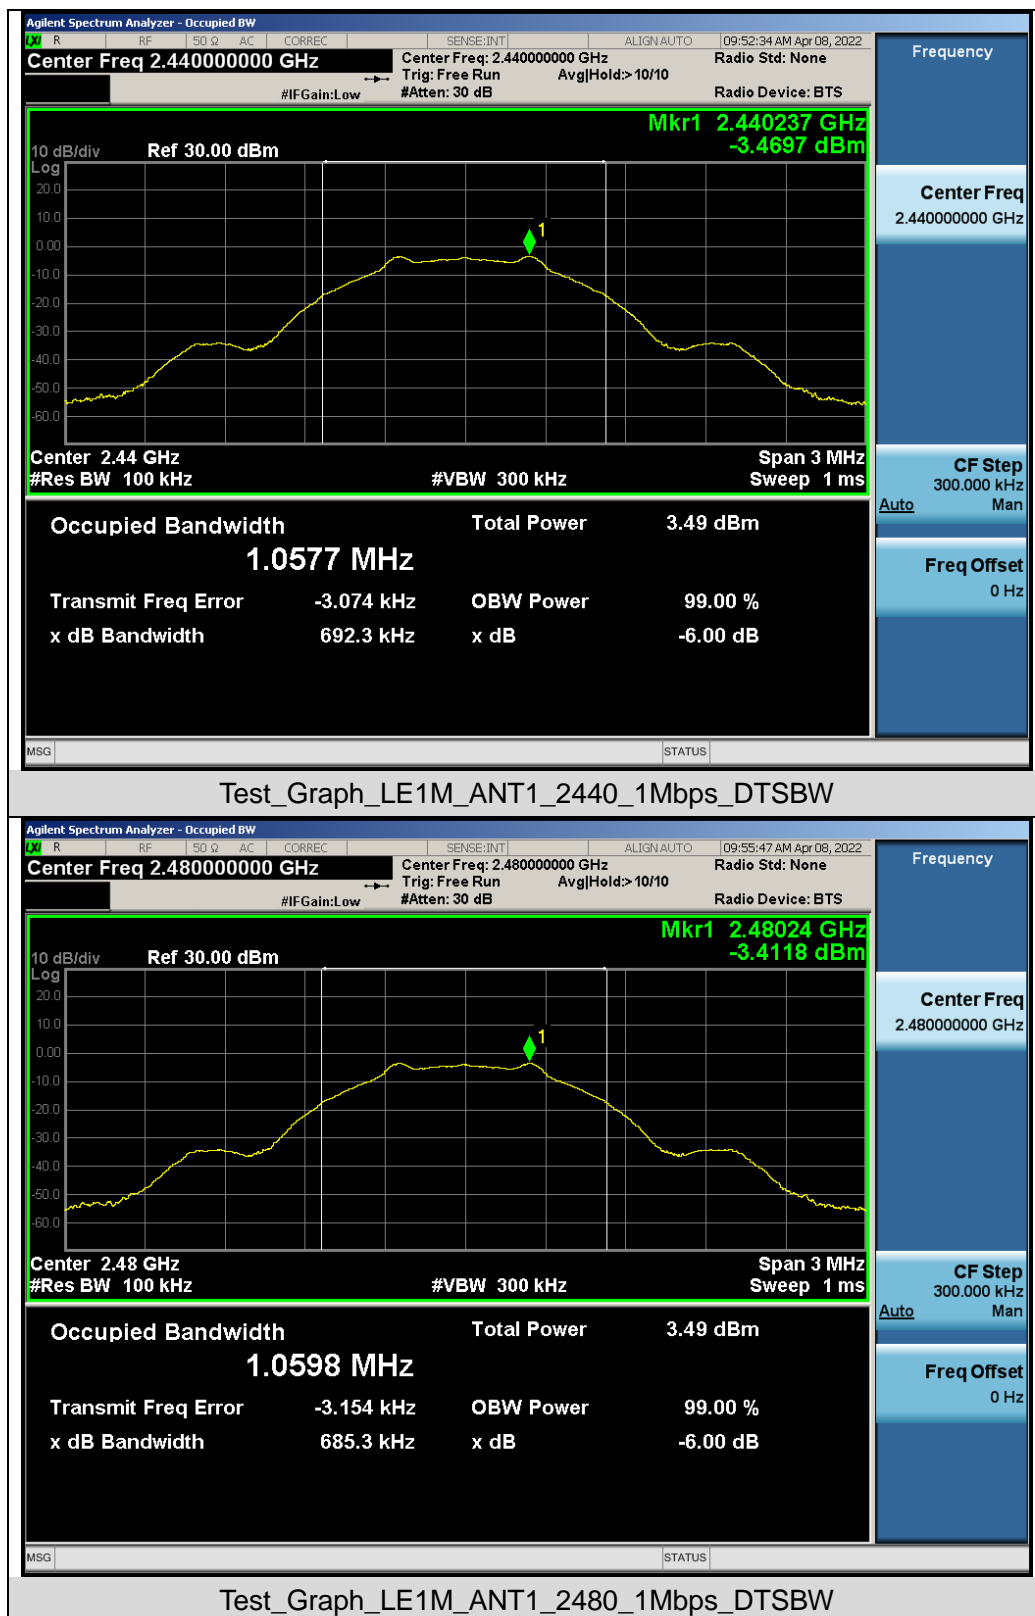 Agilent Spectrum Analyzer - Occupied BW
LXI R RF 50 Ω AC CORREC SENSE:INT ALIGN AUTO 09:52:34 AM Apr 08, 2022
Center Freq 2.440000000 GHz Center Freq: 2.440000000 GHz Radio Std: None
Trig: Free Run Avg|Hold:>10/10
#IFGain:Low #Atten: 30 dB Radio Device: BTS
Frequency
Mkr1 2.440237 GHz
-3.4697 dBm
10 dB/div Ref 30.00 dBm
Log
20.0
10.0
0.00
-10.0
-20.0
-30.0
-40.0
-50.0
-60.0
1
Center 2.44 GHz Span 3 MHz
#Res BW 100 kHz #VBW 300 kHz Sweep 1 ms
Center Freq
2.440000000 GHz
CF Step
300.000 kHz
Auto Man
Freq Offset
0 Hz
Occupied Bandwidth Total Power 3.49 dBm
1.0577 MHz
Transmit Freq Error -3.074 kHz OBW Power 99.00 %
x dB Bandwidth 692.3 kHz x dB -6.00 dB
MSG STATUS
Test_Graph_LE1M_ANT1_2440_1Mbps_DTSBW
Agilent Spectrum Analyzer - Occupied BW
LXI R RF 50 Ω AC CORREC SENSE:INT ALIGN AUTO 09:55:47 AM Apr 08, 2022
Center Freq 2.480000000 GHz Center Freq: 2.480000000 GHz Radio Std: None
Trig: Free Run Avg|Hold:>10/10
#IFGain:Low #Atten: 30 dB Radio Device: BTS
Frequency
Mkr1 2.48024 GHz
-3.4118 dBm
10 dB/div Ref 30.00 dBm
Log
20.0
10.0
0.00
-10.0
-20.0
-30.0
-40.0
-50.0
-60.0
1
Center 2.48 GHz Span 3 MHz
#Res BW 100 kHz #VBW 300 kHz Sweep 1 ms
Center Freq
2.480000000 GHz
CF Step
300.000 kHz
Auto Man
Freq Offset
0 Hz
Occupied Bandwidth Total Power 3.49 dBm
1.0598 MHz
Transmit Freq Error -3.154 kHz OBW Power 99.00 %
x dB Bandwidth 685.3 kHz x dB -6.00 dB
MSG STATUS
Test_Graph_LE1M_ANT1_2480_1Mbps_DTSBW